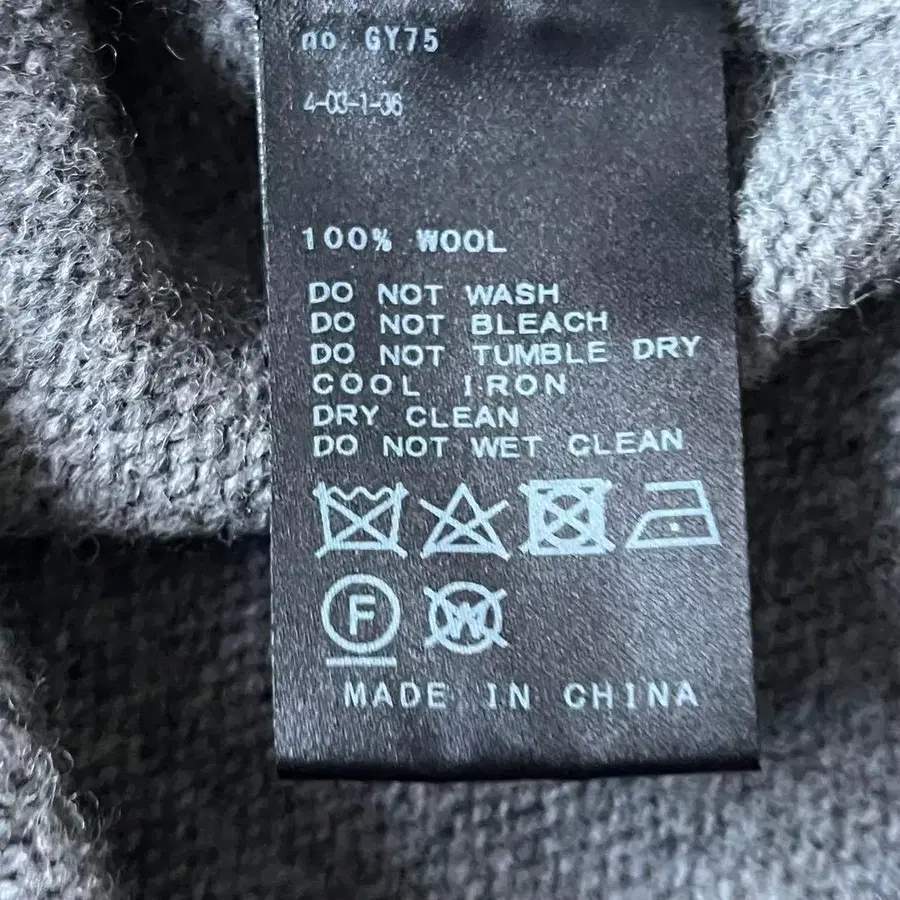 no. GY75
4-03-1-36
100% WOOL
DO NOT WASH
DO NOT BLEACH
DO NOT TUMBLE DRY
COOL IRON
DRY CLEAN
DO NOT WET CLEAN
F W
MADE IN CHINA